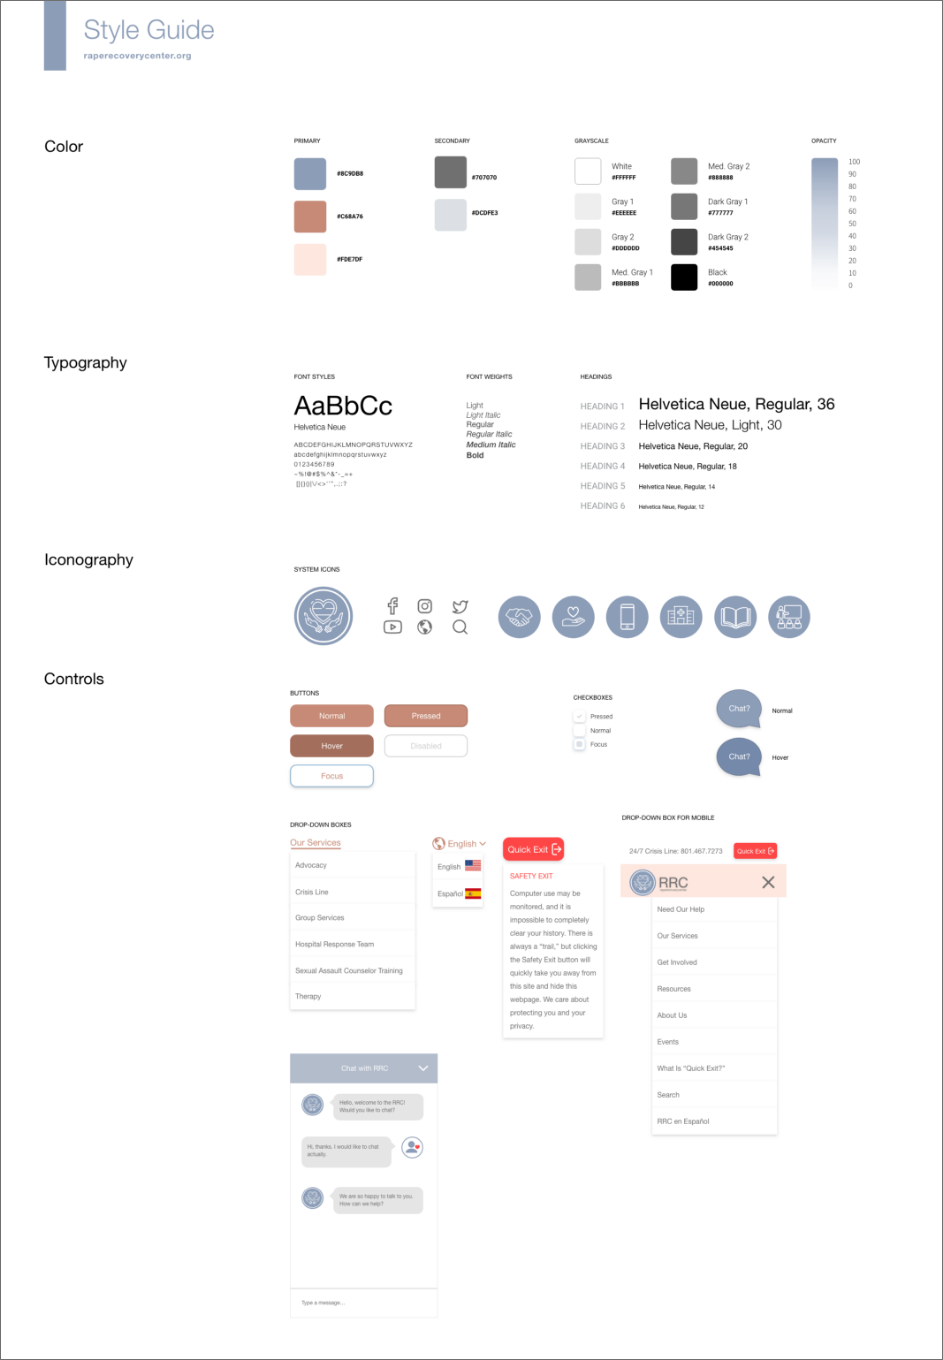 Style Guide
raperecoverycenter.org
Color
PRIMARY
#8C9DB8
#C68A76
#FDE7DF
SECONDARY
#707070
#DCDFE3
GRAYSCALE
White
#FFFFFF
Gray 1
#EEEEEE
Gray 2
#DDDDDD
Med. Gray 1
#BBBBBB
Med. Gray 2
#888888
Dark Gray 1
#777777
Dark Gray 2
#454545
Black
#000000
OPACITY
100
90
80
70
60
50
40
30
20
10
0
Typography
FONT STYLES
AaBbCc
Helvetica Neue
ABCDEFGHIJKLMNOPQRSTUVWXYZ
abcdefghijklmnopqrstuvwxyz
0123456789
FONT WEIGHTS
Light
Light Italic
Regular
Regular Italic
Medium Italic
Bold
HEADINGS
HEADING 1 Helvetica Neue, Regular, 36
HEADING 2 Helvetica Neue, Light, 30
HEADING 3 Helvetica Neue, Regular, 20
HEADING 4 Helvetica Neue, Regular, 18
HEADING 5 Helvetica Neue, Regular, 14
HEADING 6 Helvetica Neue, Regular, 12
Iconography
SYSTEM ICONS
Controls
BUTTONS
Normal
Pressed
Hover
Disabled
Focus
CHECKBOXES
Pressed
Normal
Focus
Chat?
Normal
Chat?
Hover
DROP-DOWN BOXES
Our Services
Advocacy
Crisis Line
Group Services
Hospital Response Team
Sexual Assault Counselor Training
Therapy
English
English
Español
Quick Exit
SAFETY EXIT
Computer use may be
monitored, and it is
impossible to completely
clear your history. There is
always a “trail,” but clicking
the Safety Exit button will
quickly take you away from
this site and hide this
webpage. We care about
protecting you and your
privacy.
DROP-DOWN BOX FOR MOBILE
24/7 Crisis Line: 801.467.7273
Quick Exit
RRC
Need Our Help
Our Services
Get Involved
Resources
About Us
Events
What Is “Quick Exit?”
Search
RRC en Español
Chat with RRC
Hello, welcome to the RRC!
Would you like to chat?
Hi, thanks. I would like to chat
actually.
We are so happy to talk to you.
How can we help?
Type a message...